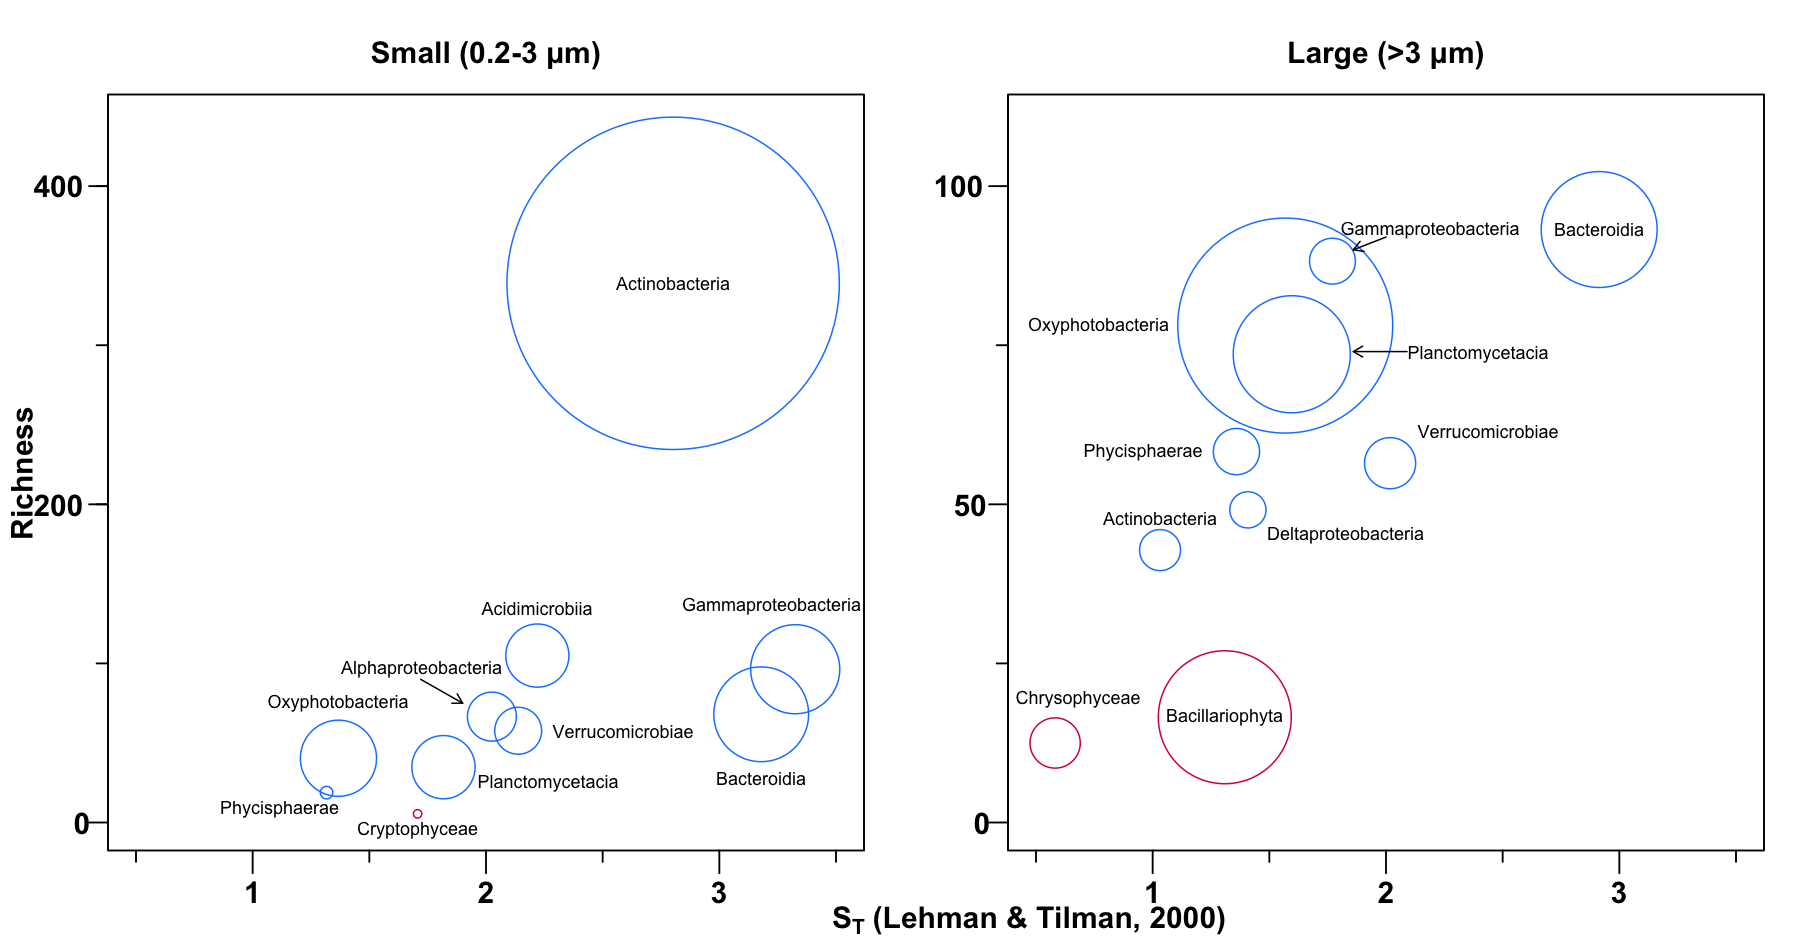 Small (0.2-3 µm)
Richness
400
200
0
Actinobacteria
Acidimicrobiia
Gammaproteobacteria
Alphaproteobacteria
Oxyphotobacteria
Verrucomicrobiae
Bacteroidia
Planctomycetacia
Phycisphaerae
Cryptophyceae
1 2 3
Large (>3 µm)
100
50
0
Gammaproteobacteria
Bacteroidia
Oxyphotobacteria
Planctomycetacia
Verrucomicrobiae
Phycisphaerae
Actinobacteria
Deltaproteobacteria
Chrysophyceae
Bacillariophyta
1 2 3
S_T (Lehman & Tilman, 2000)